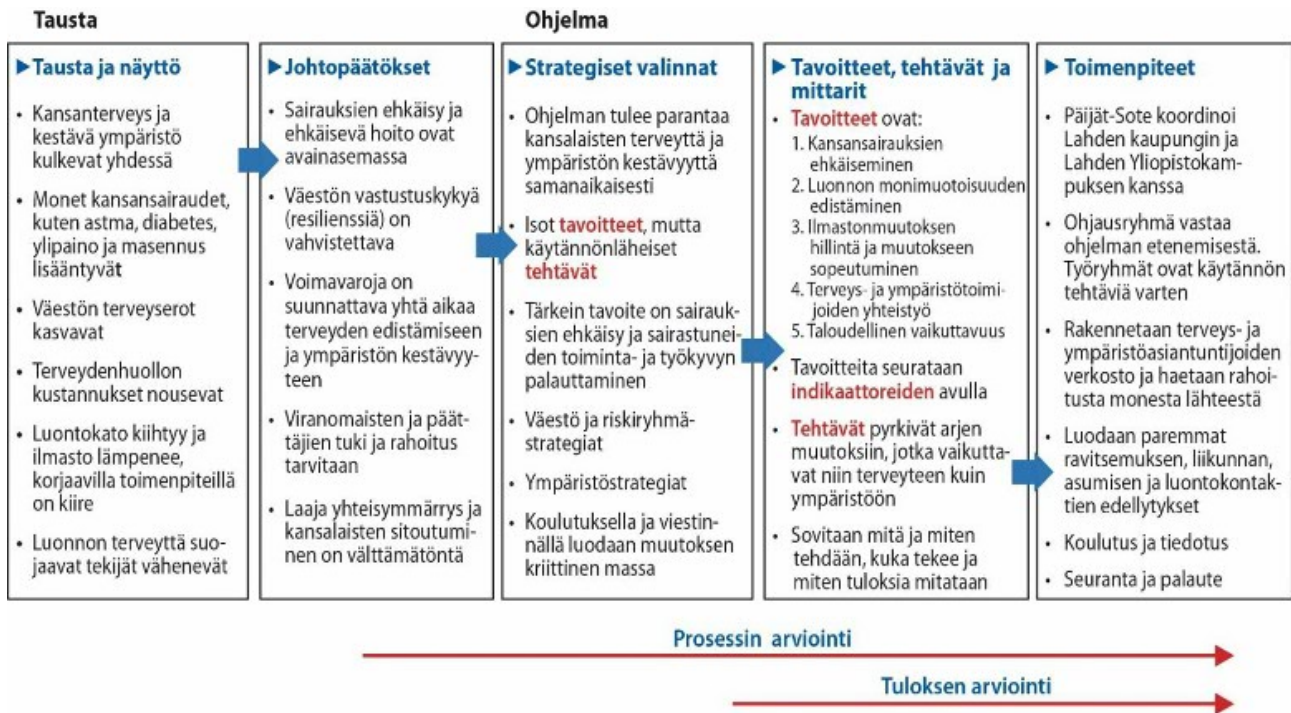 Tausta
Ohjelma
Tausta ja näyttö
• Kansanterveys ja
kestävä ympäristö
kulkevat yhdessä
• Monet kansansairaudet,
kuten astma, diabetes,
ylipaino ja masennus
lisääntyvät
• Väestön terveyserot
kasvavat
• Terveydenhuollon
kustannukset nousevat
• Luontokato kiihtyy ja
ilmasto lämpenee,
korjaavilla toimenpiteillä
on kiire
• Luonnon terveyttä suo-
jaavat tekijät vähenevät
Johtopäätökset
• Sairauksien ehkäisy ja
ehkäisevä hoito ovat
avainasemassa
• Väestön vastustuskykyä
(resilienssiä) on
vahvistettava
• Voimavaroja on
suunnattava yhtä aikaa
terveyden edistämiseen
ja ympäristön kestävyy-
teen
• Viranomaisten ja päät-
täjien tuki ja rahoitus
tarvitaan
• Laaja yhteisymmärrys ja
kansalaisten sitoutumi-
nen on välttämätöntä
Strategiset valinnat
• Ohjelman tulee parantaa
kansalaisten terveyttä ja
ympäristön kestävyyttä
samanaikaisesti
• Isot tavoitteet, mutta
käytännönläheiset
tehtävät
• Tärkein tavoite on sairauk-
sien ehkäisy ja sairastunei-
den toiminta- ja työkyvyn
palauttaminen
• Väestö ja riskiryhmä-
strategiat
• Ympäristöstrategiat
• Koulutuksella ja viestin-
nällä luodaan muutoksen
kriittinen massa
Tavoitteet, tehtävät ja
mittarit
• Tavoitteet ovat:
1. Kansansairauksien
ehkäiseminen
2. Luonnon monimuotoisuuden
edistäminen
3. Ilmastonmuutoksen
hillintä ja muutokseen
sopeutuminen
4. Terveys- ja ympäristötoimi-
joiden yhteistyö
5. Taloudellinen vaikuttavuus
• Tavoitteita seurataan
indikaattoreiden avulla
• Tehtävät pyrkivät arjen
muutoksiin, jotka vaikutta-
vat niin terveyteen kuin
ympäristöön
• Sovitaan mitä ja miten
tehdään, kuka tekee ja
miten tuloksia mitataan
Toimenpiteet
• Päijät-Sote koordinoi
Lahden kaupungin ja
Lahden Yliopistokam-
puksen kanssa
• Ohjausryhmä vastaa
ohjelman etenemisestä.
Työryhmät ovat käytännön
tehtäviä varten
• Rakennetaan terveys- ja
ympäristöasiantuntijoiden
verkosto ja haetaan rahoi-
tusta monesta lähteestä
• Luodaan paremmat
ravitsemuksen, liikunnan,
asumisen ja luontokontak-
tien edellytykset
• Koulutus ja tiedotus
• Seuranta ja palaute
Prosessin arviointi
Tuloksen arviointi